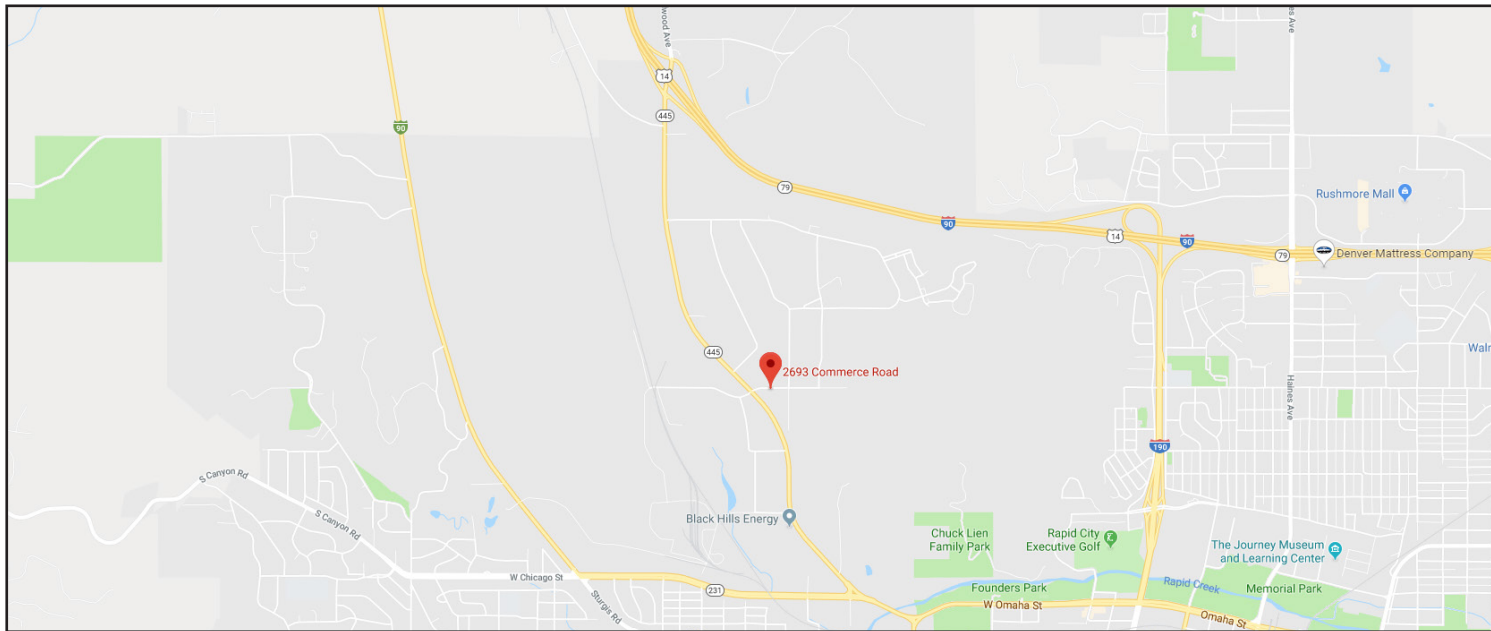 wood Ave
es Ave
14
445
90
79
Rushmore Mall
90
14
90
79
Denver Mattress Company
445
2693 Commerce Road
Waln
Haines Ave
190
S Canyon Rd
S Canyon Rd
Black Hills Energy
Chuck Lien
Family Park
Rapid City
Executive Golf
The Journey Museum
and Learning Center
W Chicago St
231
Sturgis Rd
Founders Park
Rapid Creek
Memorial Park
W Omaha St
Omaha St